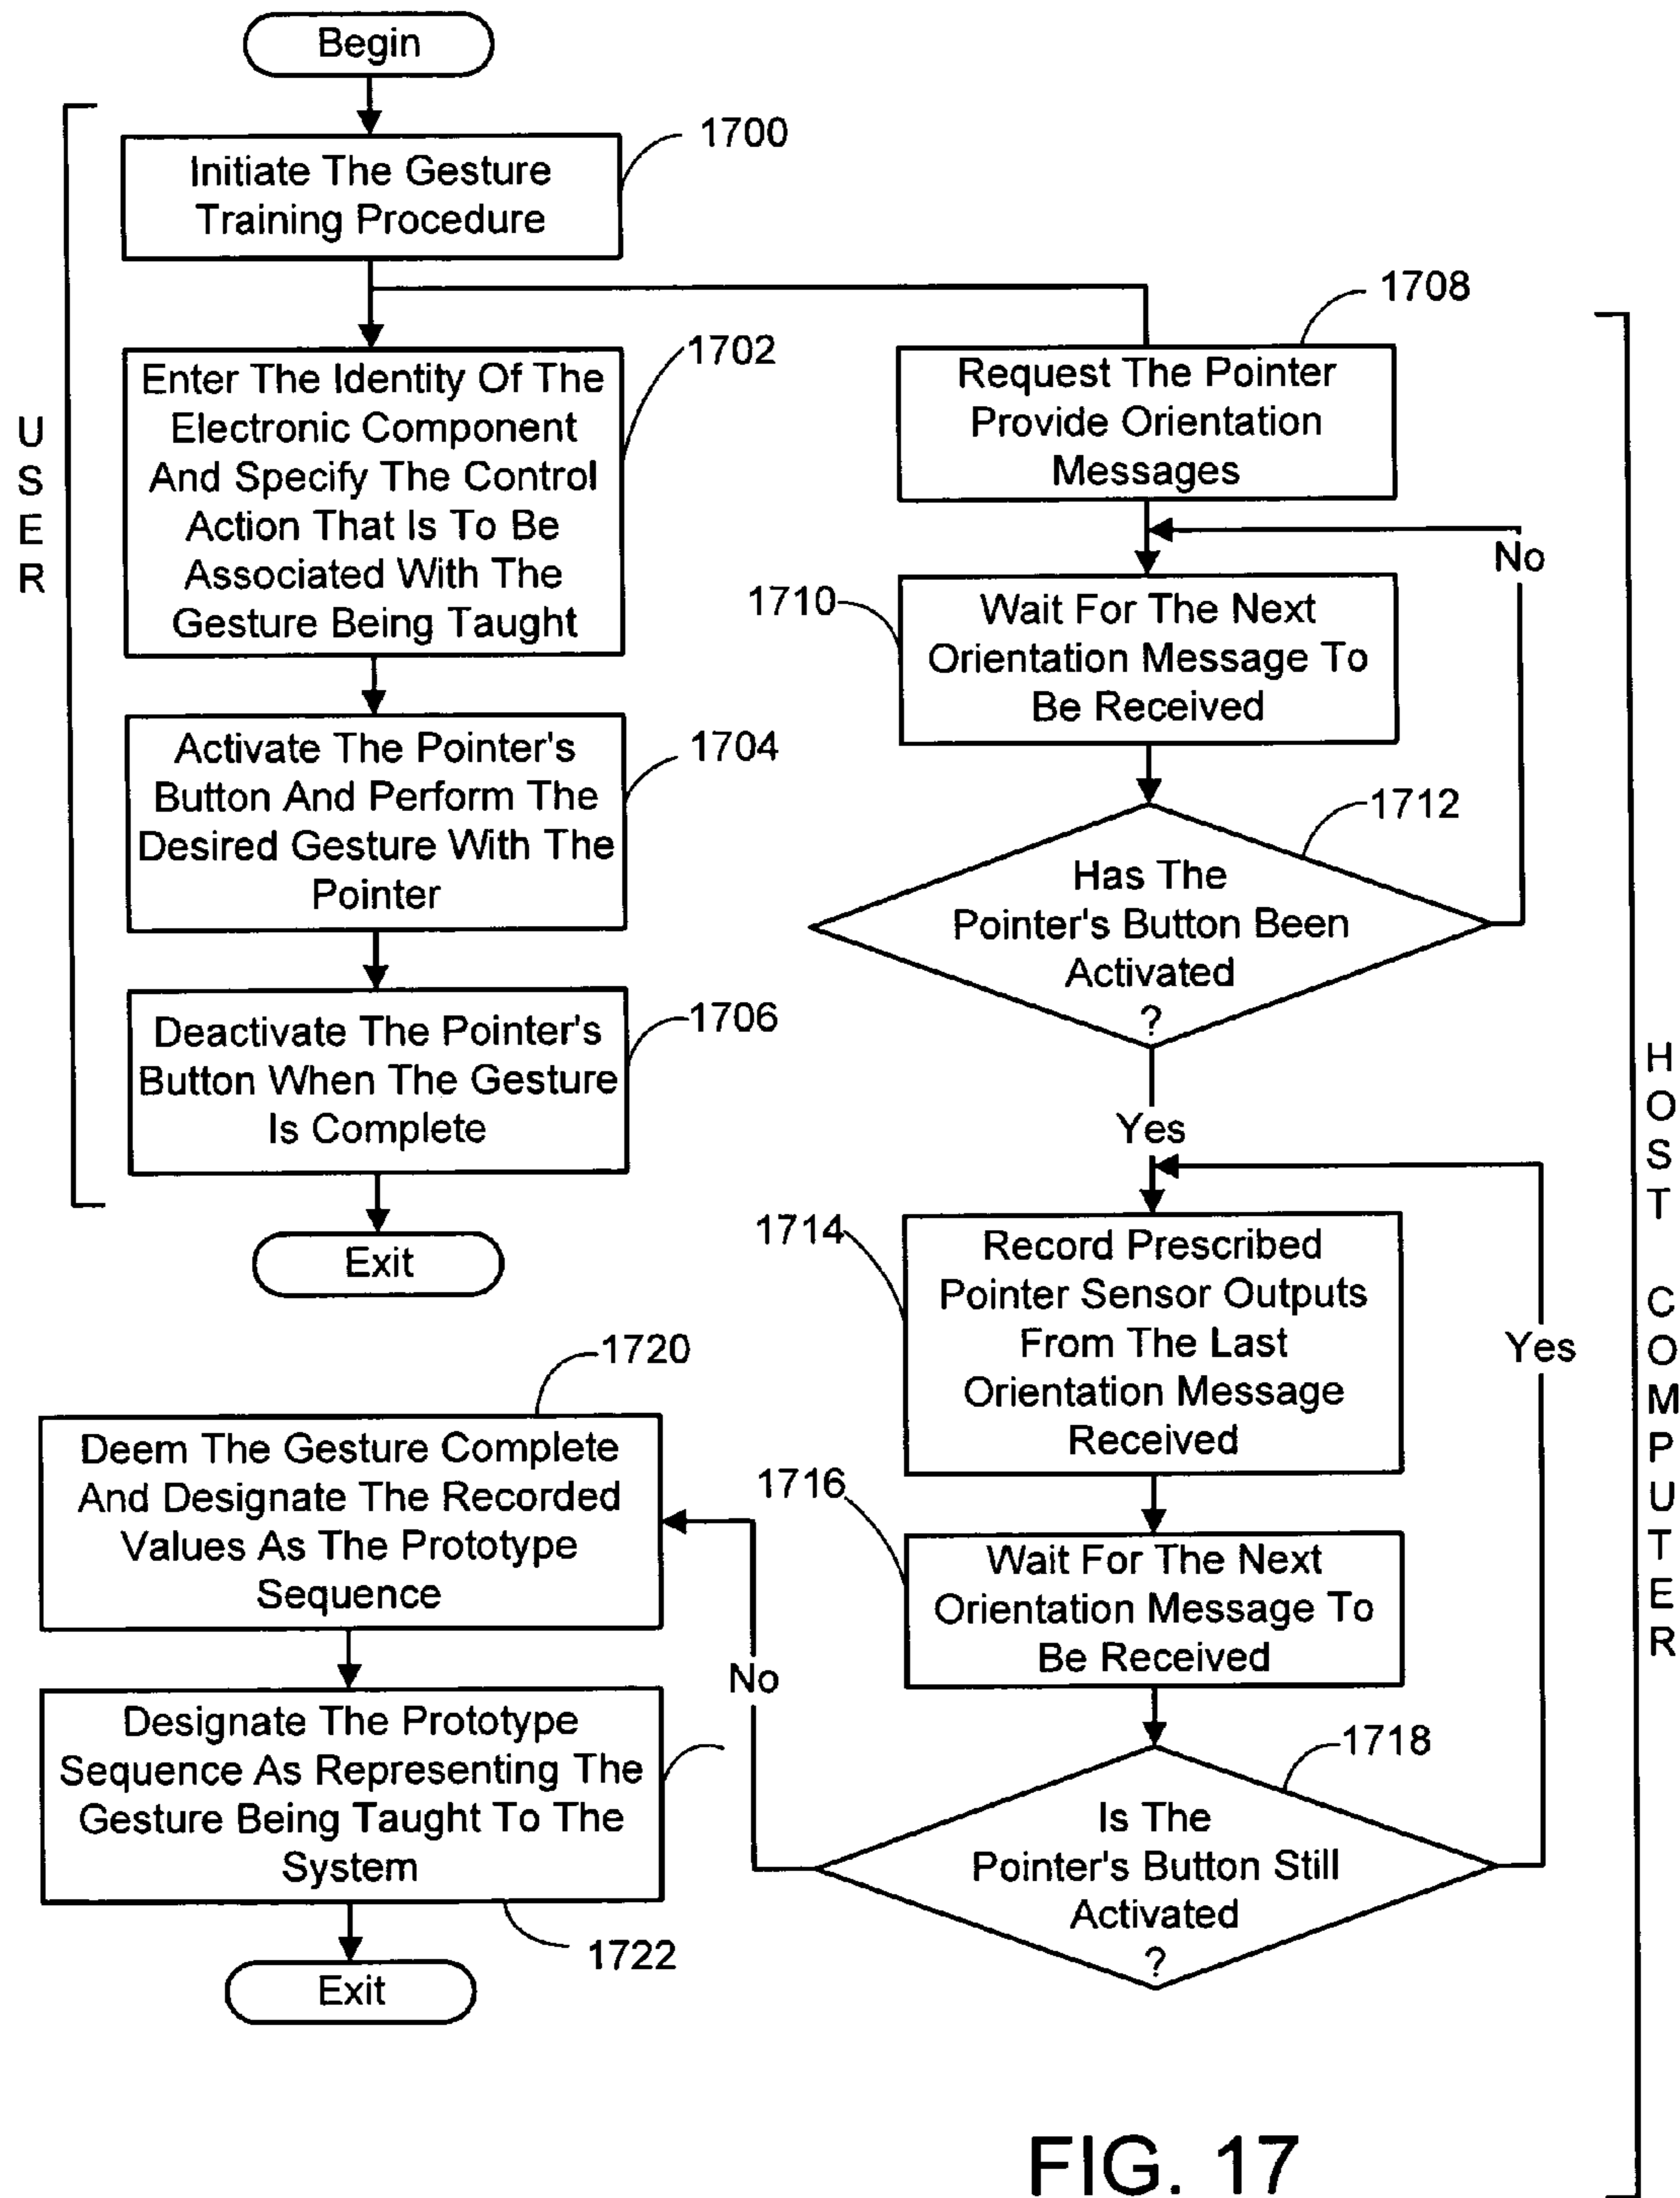 Begin
1700
Initiate The Gesture
Training Procedure
USER
1702
Enter The Identity Of The
Electronic Component
And Specify The Control
Action That Is To Be
Associated With The
Gesture Being Taught
1704
Activate The Pointer's
Button And Perform The
Desired Gesture With The
Pointer
1706
Deactivate The Pointer's
Button When The Gesture
Is Complete
Exit
HOST COMPUTER
1708
Request The Pointer
Provide Orientation
Messages
No
1710
Wait For The Next
Orientation Message To
Be Received
1712
Has The
Pointer's Button Been
Activated
?
Yes
1714
Record Prescribed
Pointer Sensor Outputs
From The Last
Orientation Message
Received
Yes
1716
Wait For The Next
Orientation Message To
Be Received
1718
Is The
Pointer's Button Still
Activated
?
No
1720
Deem The Gesture Complete
And Designate The Recorded
Values As The Prototype
Sequence
Designate The Prototype
Sequence As Representing The
Gesture Being Taught To The
System
1722
Exit
FIG. 17